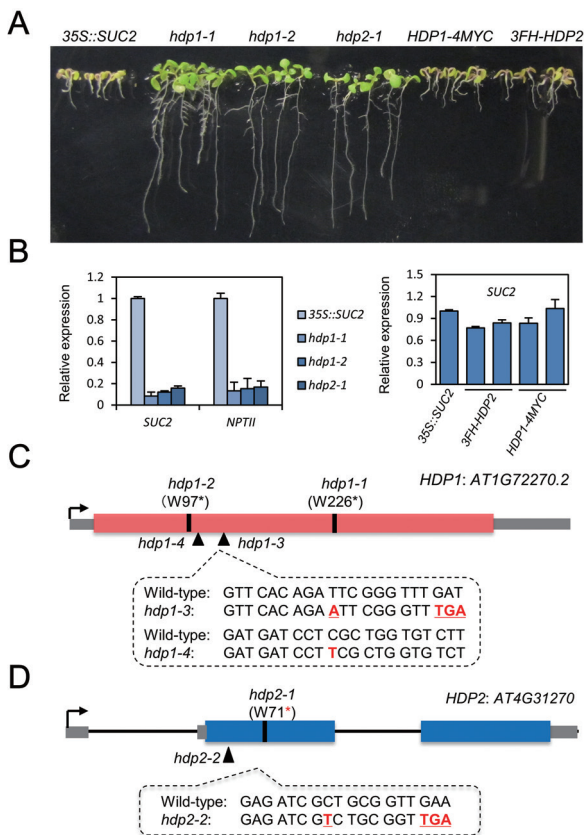 A
35S::SUC2 hdp1-1 hdp1-2 hdp2-1 HDP1-4MYC 3FH-HDP2
B
Relative expression
1.2
1
0.8
0.6
0.4
0.2
0
SUC2 NPTII
35S::SUC2
hdp1-1
hdp1-2
hdp2-1
Relative expression
1.5
1.2
0.9
0.6
0.3
0
SUC2
35S::SUC2
3FH-HDP2
HDP1-4MYC
C
HDP1: AT1G72270.2
hdp1-2
(W97*)
hdp1-1
(W226*)
hdp1-4 hdp1-3
Wild-type: GTT CAC AGA TTC GGG TTT GAT
hdp1-3: GTT CAC AGA ATT CGG GTT TGA
Wild-type: GAT GAT CCT CGC TGG TGT CTT
hdp1-4: GAT GAT CCT TCG CTG GTG TCT
D
HDP2: AT4G31270
hdp2-1
(W71*)
hdp2-2
Wild-type: GAG ATC GCT GCG GTT GAA
hdp2-2: GAG ATC GTC TGC GGT TGA